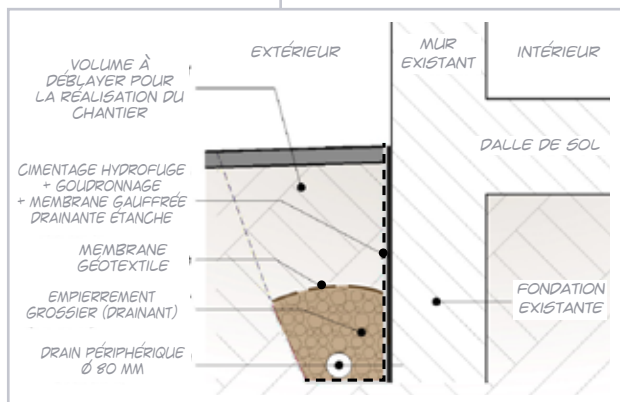 EXTÉRIEUR
MUR
EXISTANT
INTÉRIEUR
VOLUME À
DÉBLAYER POUR
LA RÉALISATION DU
CHANTIER
DALLE DE SOL
CIMENTAGE HYDROFUGE
+ GOUDRONNAGE
+ MEMBRANE GAUFFRÉE
DRAINANTE ÉTANCHE
MEMBRANE
GÉOTEXTILE
EMPIERREMENT
GROSSIER (DRAINANT)
FONDATION
EXISTANTE
DRAIN PÉRIPHÉRIQUE
Ø 80 MM